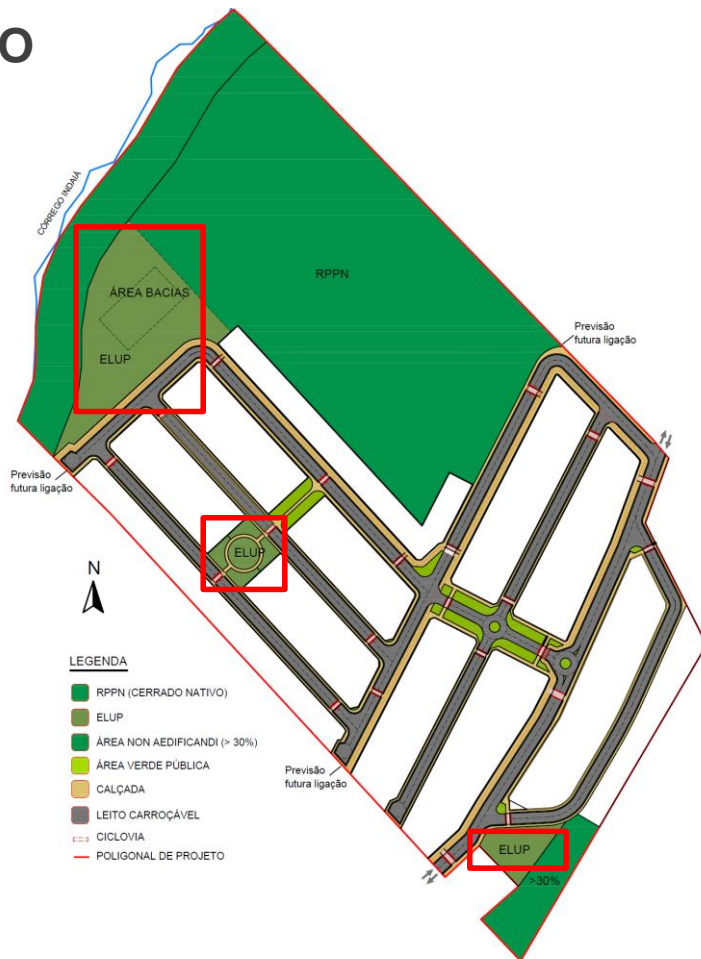 O
CÓRREGO INDAIÁ
RPPN
ÁREA BACIAS
ELUP
Previsão
futura ligação
Previsão
futura ligação
ELUP
N
LEGENDA
RPPN (CERRADO NATIVO)
ELUP
ÁREA NON AEDIFICANDI (> 30%)
ÁREA VERDE PÚBLICA
CALÇADA
LEITO CARROÇÁVEL
CICLOVIA
POLIGONAL DE PROJETO
Previsão
futura ligação
ELUP
>30%